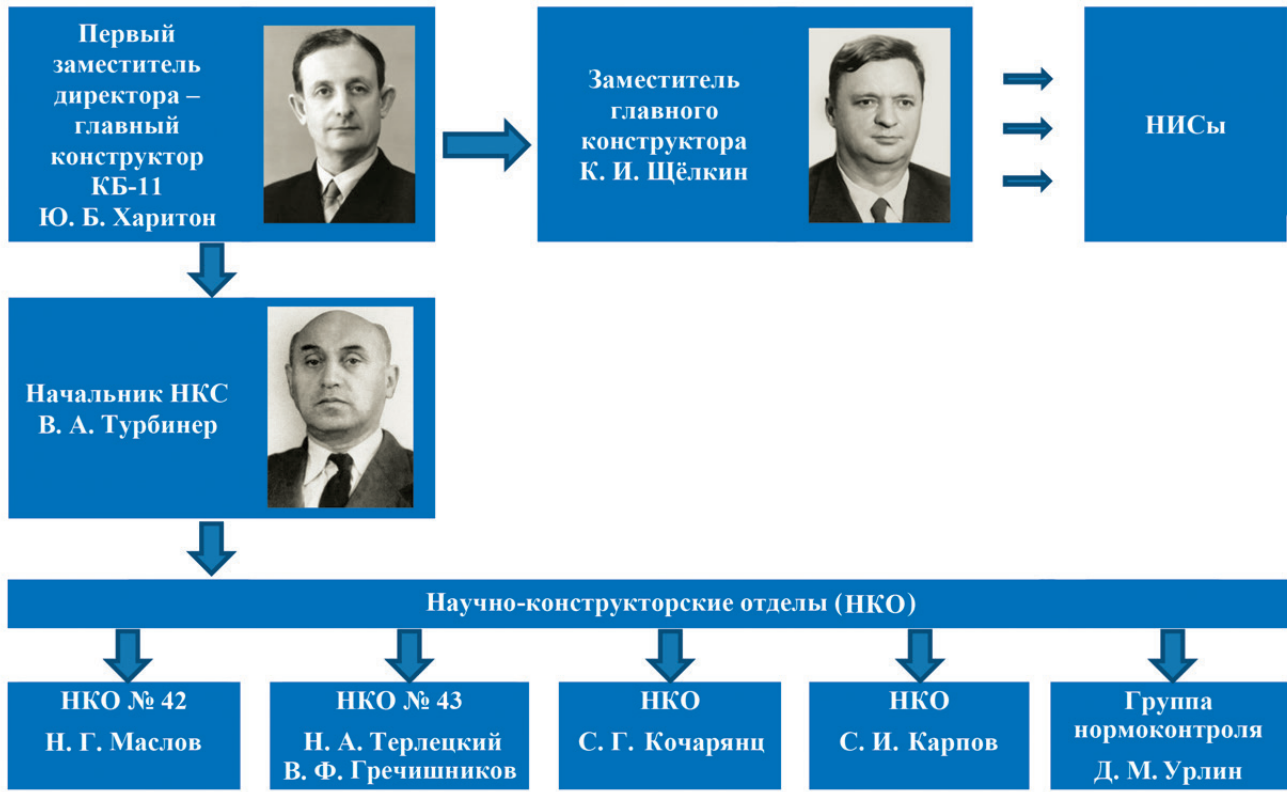 Первый
заместитель
директора –
главный
конструктор
КБ-11
Ю. Б. Харитон
Заместитель
главного
конструктора
К. И. Щёлкин
НИСы
Начальник НКС
В. А. Турбинер
Научно-конструкторские отделы (НКО)
НКО № 42
Н. Г. Маслов
НКО № 43
Н. А. Терлецкий
В. Ф. Гречишников
НКО
С. Г. Кочарянц
НКО
С. И. Карпов
Группа
нормоконтроля
Д. М. Урлин